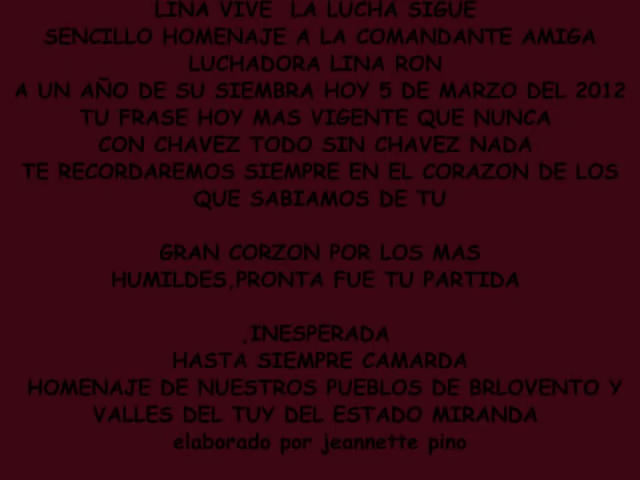 LINA VIVE LA LUCHA SIGUE
SENCILLO HOMENAJE A LA COMANDANTE AMIGA
LUCHADORA LINA RON
A UN AÑO DE SU SIEMBRA HOY 5 DE MARZO DEL 2012
TU FRASE HOY MAS VIGENTE QUE NUNCA
CON CHAVEZ TODO SIN CHAVEZ NADA
TE RECORDAREMOS SIEMPRE EN EL CORAZON DE LOS
QUE SABIAMOS DE TU
GRAN CORZON POR LOS MAS
HUMILDES,PRONTA FUE TU PARTIDA
,INESPERADA
HASTA SIEMPRE CAMARDA
HOMENAJE DE NUESTROS PUEBLOS DE BRLOVENTO Y
VALLES DEL TUY DEL ESTADO MIRANDA
elaborado por jeannette pino